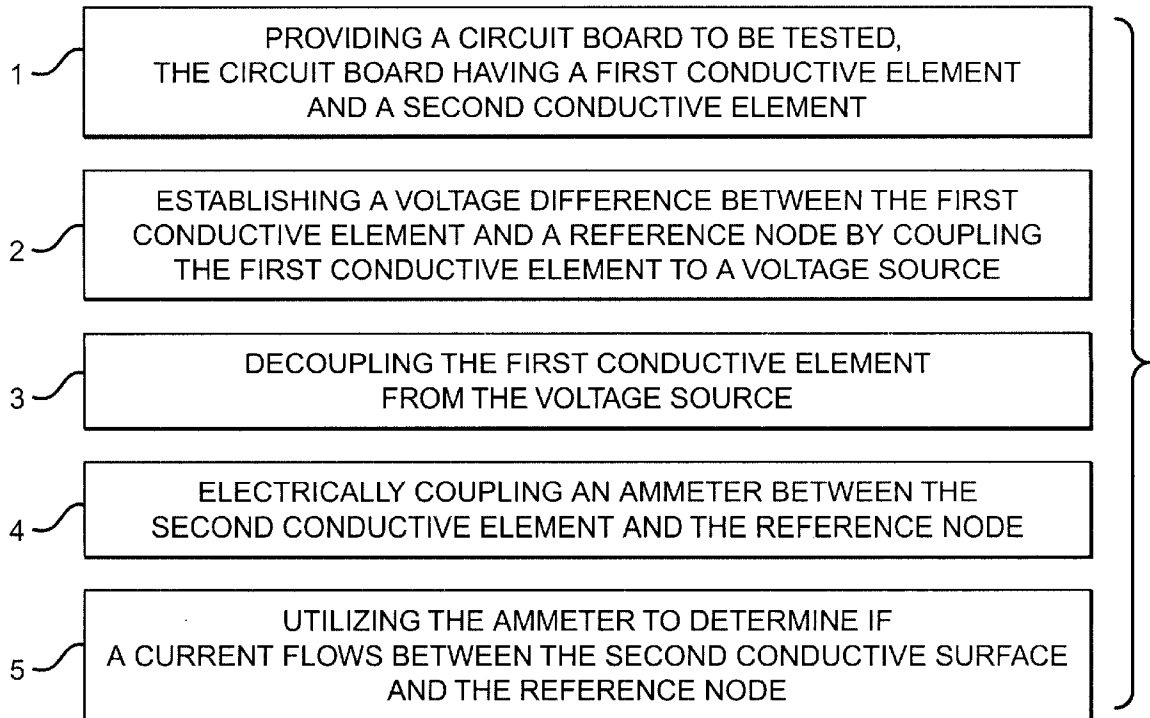 1
PROVIDING A CIRCUIT BOARD TO BE TESTED,
THE CIRCUIT BOARD HAVING A FIRST CONDUCTIVE ELEMENT
AND A SECOND CONDUCTIVE ELEMENT
2
ESTABLISHING A VOLTAGE DIFFERENCE BETWEEN THE FIRST
CONDUCTIVE ELEMENT AND A REFERENCE NODE BY COUPLING
THE FIRST CONDUCTIVE ELEMENT TO A VOLTAGE SOURCE
3
DECOUPLING THE FIRST CONDUCTIVE ELEMENT
FROM THE VOLTAGE SOURCE
4
ELECTRICALLY COUPLING AN AMMETER BETWEEN THE
SECOND CONDUCTIVE ELEMENT AND THE REFERENCE NODE
5
UTILIZING THE AMMETER TO DETERMINE IF
A CURRENT FLOWS BETWEEN THE SECOND CONDUCTIVE SURFACE
AND THE REFERENCE NODE